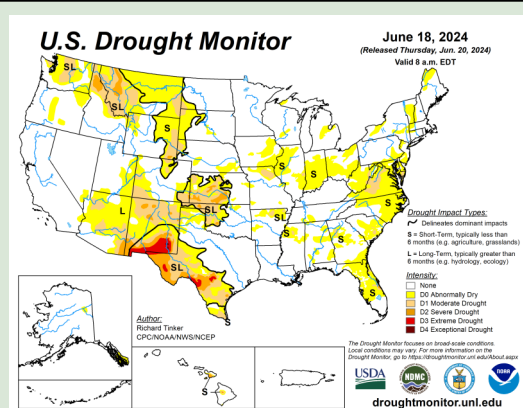 U.S. Drought Monitor
June 18, 2024
(Released Thursday, Jun. 20, 2024)
Valid 8 a.m. EDT
SL
SL
S
S
S
L
SL
SL
S
S
S
S
SL
S
S
S
Drought Impact Types:
Delineates dominant impacts
S = Short-Term, typically less than
6 months (e.g. agriculture, grasslands)
L = Long-Term, typically greater than
6 months (e.g. hydrology, ecology)
Intensity:
None
D0 Abnormally Dry
D1 Moderate Drought
D2 Severe Drought
D3 Extreme Drought
D4 Exceptional Drought
Author:
Richard Tinker
CPC/NOAA/NWS/NCEP
The Drought Monitor focuses on broad-scale conditions.
Local conditions may vary. For more information on the
Drought Monitor, go to https://droughtmonitor.unl.edu/About.aspx
USDA
NDMC
NOAA
droughtmonitor.unl.edu